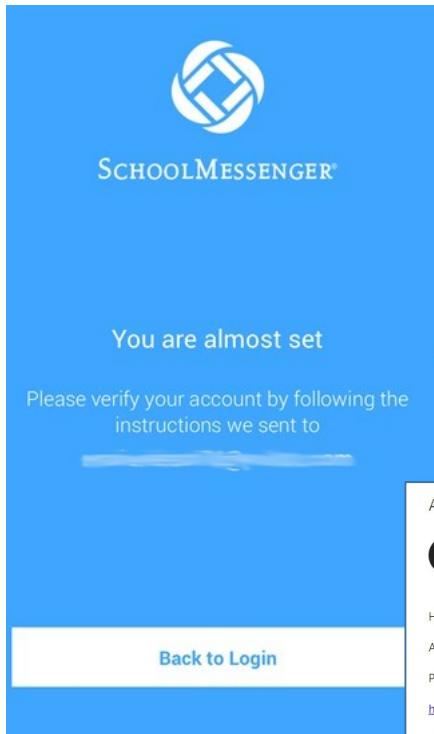 SCHOOLMESSENGER®
You are almost set
Please verify your account by following the
instructions we sent to
Back to Login